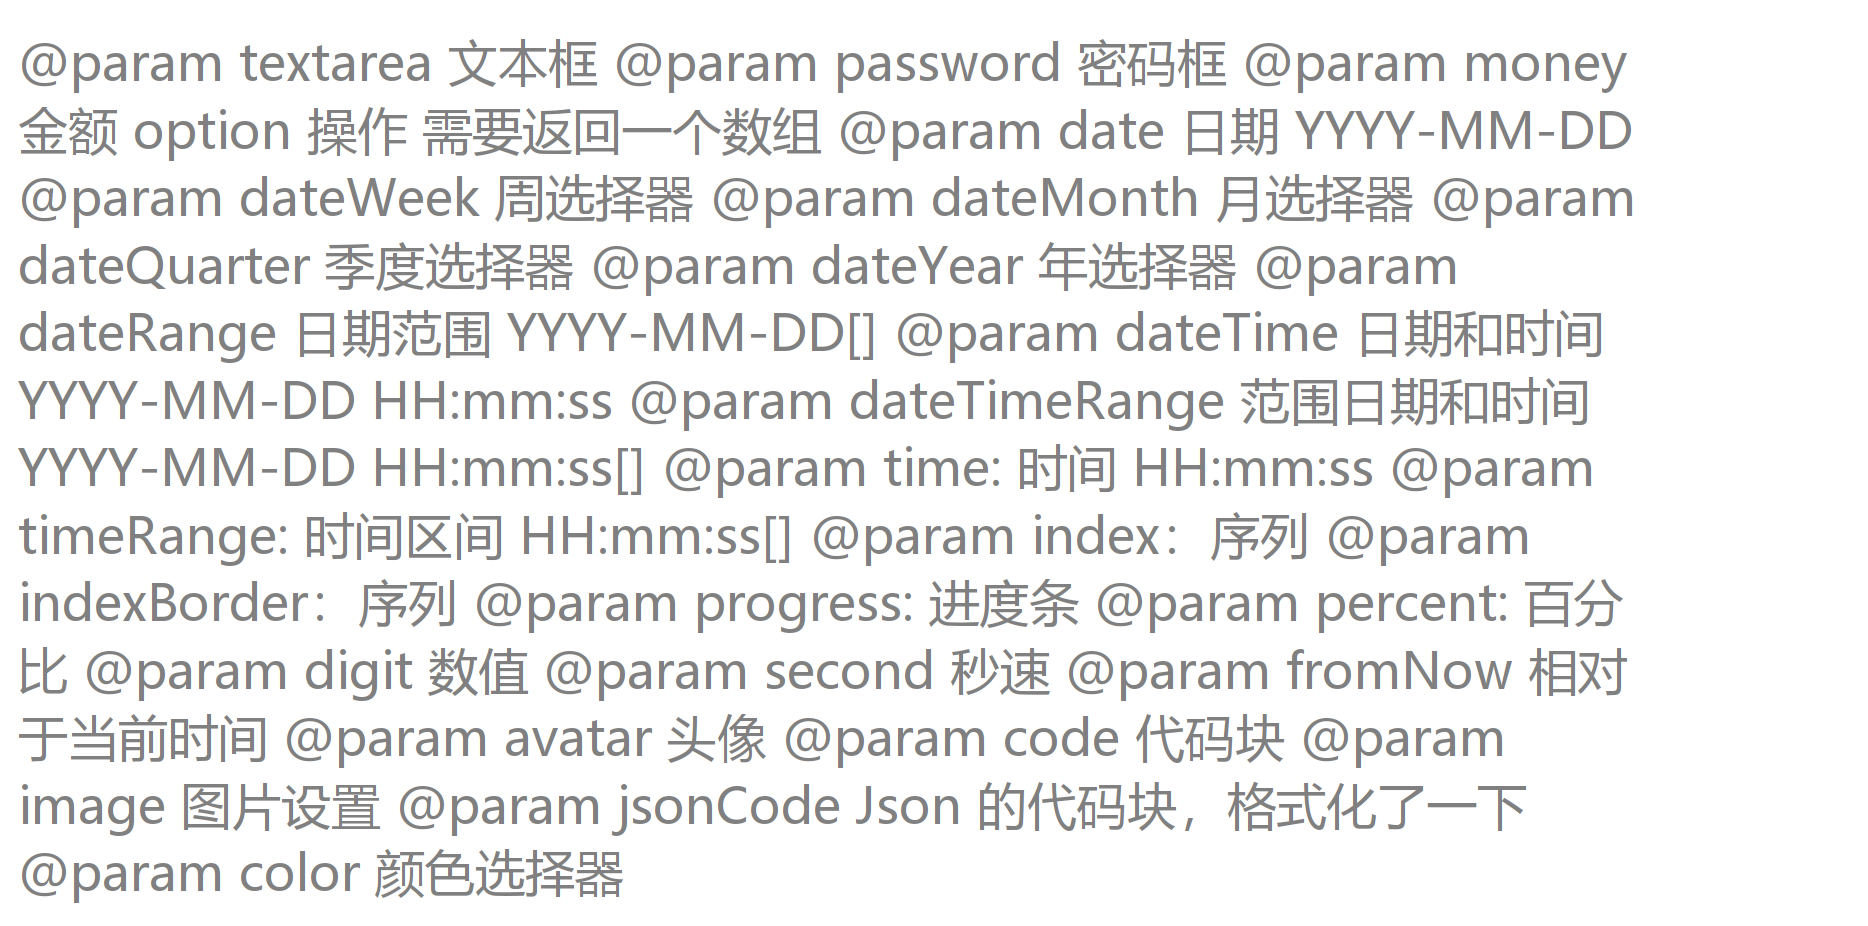 @param textarea 文本框 @param password 密码框 @param money
金额 option 操作 需要返回一个数组 @param date 日期 YYYY-MM-DD
@param dateWeek 周选择器 @param dateMonth 月选择器 @param
dateQuarter 季度选择器 @param dateYear 年选择器 @param
dateRange 日期范围 YYYY-MM-DD[] @param dateTime 日期和时间
YYYY-MM-DD HH:mm:ss @param dateTimeRange 范围日期和时间
YYYY-MM-DD HH:mm:ss[] @param time: 时间 HH:mm:ss @param
timeRange: 时间区间 HH:mm:ss[] @param index：序列 @param
indexBorder：序列 @param progress: 进度条 @param percent: 百分
比 @param digit 数值 @param second 秒速 @param fromNow 相对
于当前时间 @param avatar 头像 @param code 代码块 @param
image 图片设置 @param jsonCode Json 的代码块，格式化了一下
@param color 颜色选择器